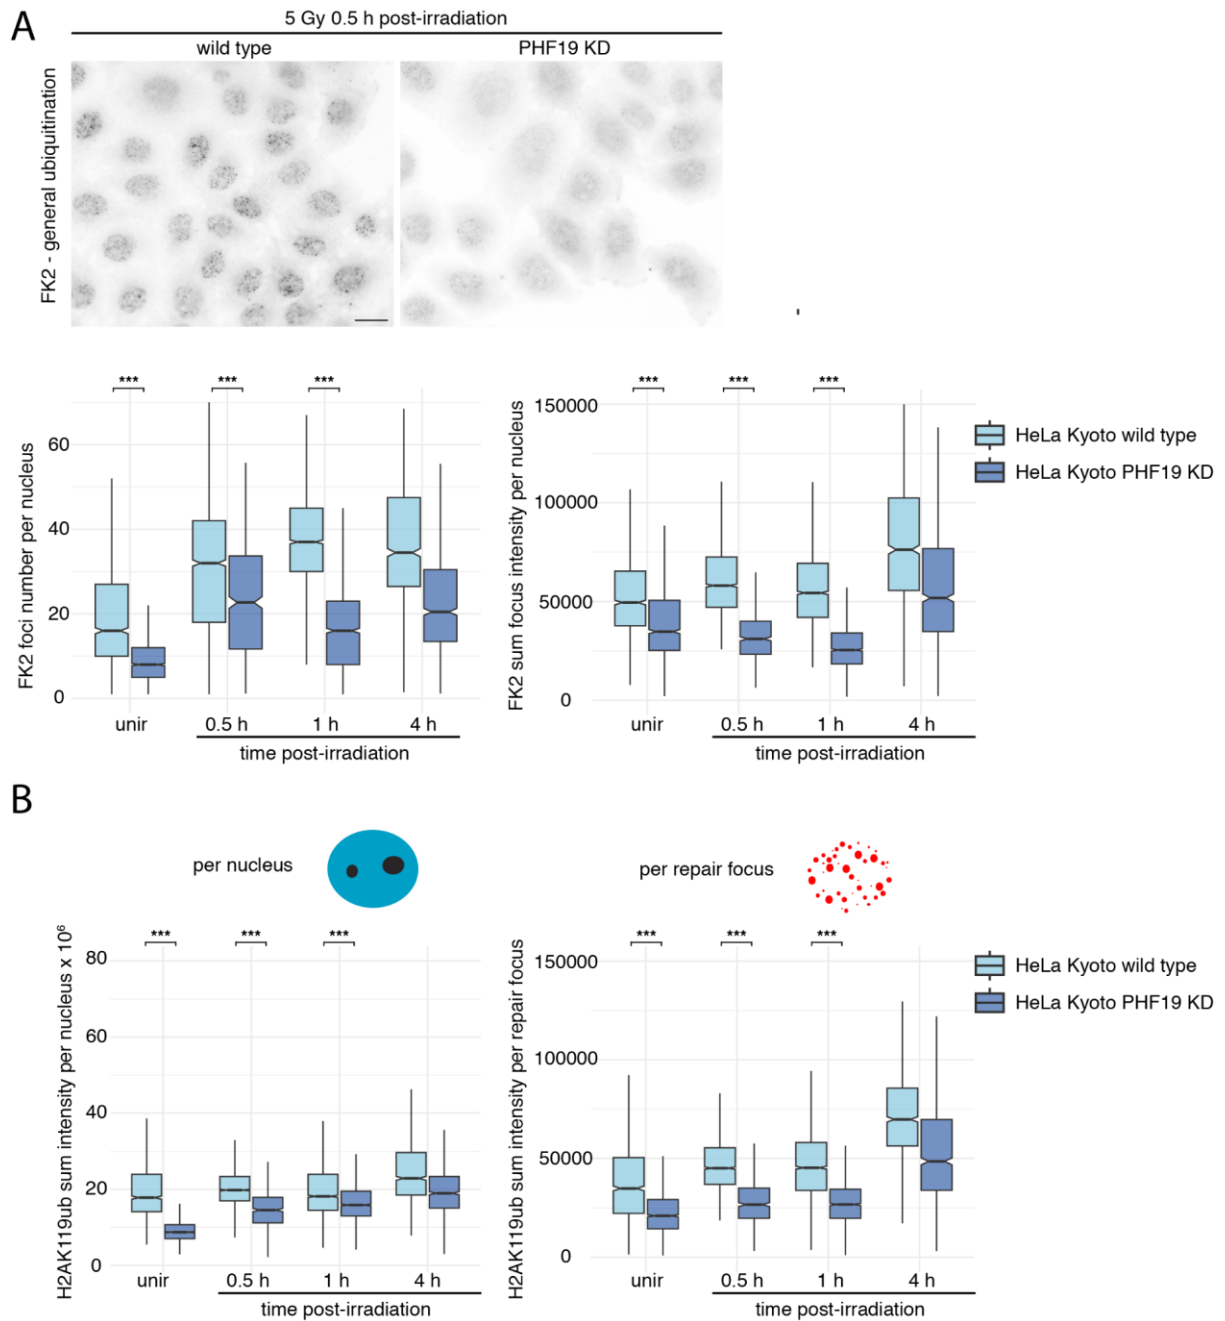 A
5 Gy 0.5 h post-irradiation
wild type
PHF19 KD
FK2 - general ubiquitination
***
***
***
FK2 foci number per nucleus
60
40
20
0
unir
0.5 h
1 h
4 h
time post-irradiation
***
***
***
FK2 sum focus intensity per nucleus
150000
100000
50000
0
unir
0.5 h
1 h
4 h
time post-irradiation
HeLa Kyoto wild type
HeLa Kyoto PHF19 KD
B
per nucleus
per repair focus
***
***
***
H2AK119ub sum intensity per nucleus x 10⁶
80
60
40
20
0
unir
0.5 h
1 h
4 h
time post-irradiation
***
***
***
H2AK119ub sum intensity per repair focus
150000
100000
50000
0
unir
0.5 h
1 h
4 h
time post-irradiation
HeLa Kyoto wild type
HeLa Kyoto PHF19 KD